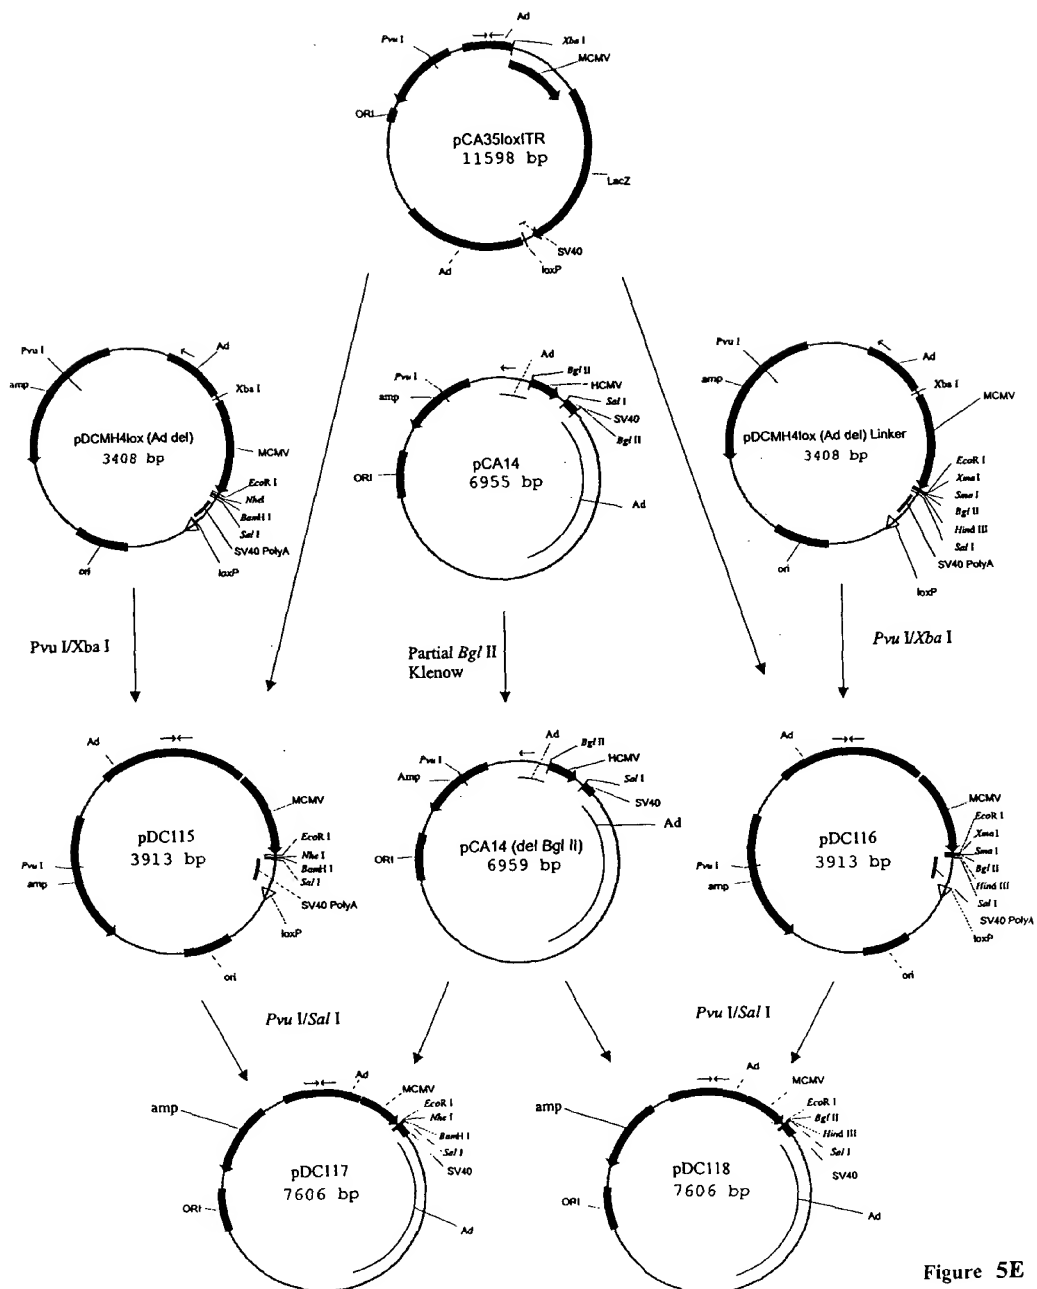 Ad
Pvu I
Xba I
MCMV
ORI
pCA35loxITR
11598 bp
LacZ
SV40
loxP
Ad
Pvu I
Ad
amp
Xba I
pDCMH4lox (Ad del)
3408 bp
MCMV
EcoR I
NheI
BamH I
Sal I
SV40 PolyA
loxP
ori
Ad
Bgl II
Pvu I
HCMV
amp
Sal I
SV40
Bgl II
pCA14
6955 bp
ORI
Ad
Pvu I
Ad
amp
Xba I
MCMV
pDCMH4lox (Ad del) Linker
3408 bp
EcoR I
Xma I
Sma I
Bgl II
Hind III
Sal I
SV40 PolyA
loxP
ori
Pvu I/Xba I
Partial Bgl II
Klenow
Pvu I/Xba I
Ad
MCMV
pDC115
3913 bp
EcoR I
Nhe I
BamH I
Sal I
Pvu I
amp
SV40 PolyA
loxP
ori
Ad
Bgl II
Pvu I
HCMV
Amp
Sal I
SV40
Ad
pCA14 (del Bgl II)
6959 bp
ORI
Ad
MCMV
pDC116
3913 bp
EcoR I
XmaI
Sma I
Bgl II
Hind III
Sal I
Pvu I
amp
SV40 PolyA
loxP
ori
Pvu I/Sal I
Pvu I/Sal I
Ad
MCMV
amp
EcoR I
Nhe I
BamH I
Sal I
SV40
pDC117
7606 bp
ORI
Ad
Ad
MCMV
amp
EcoR I
Bgl II
Hind III
Sal I
SV40
pDC118
7606 bp
ORI
Ad
Figure 5E